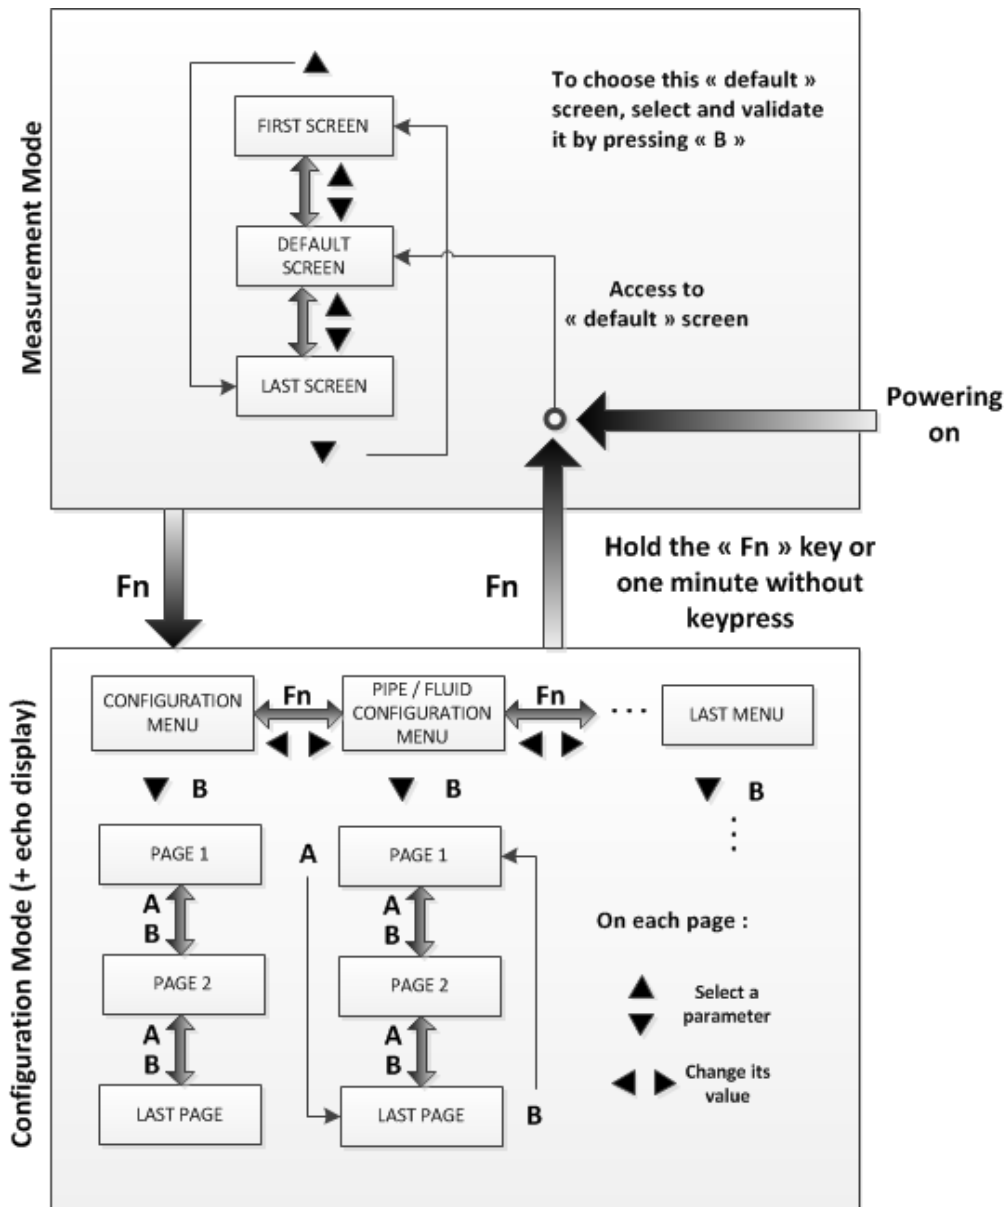 Measurement Mode
To choose this « default »
screen, select and validate
it by pressing « B »
FIRST SCREEN
DEFAULT
SCREEN
LAST SCREEN
Access to
« default » screen
Powering
on
Fn
Fn
Hold the « Fn » key or
one minute without
keypress
Configuration Mode (+ echo display)
CONFIGURATION
MENU
Fn
PIPE / FLUID
CONFIGURATION
MENU
Fn
...
LAST MENU
B
B
B
PAGE 1
A
B
PAGE 2
A
B
LAST PAGE
A
PAGE 1
A
B
PAGE 2
A
B
LAST PAGE
B
On each page :
Select a
parameter
Change its
value